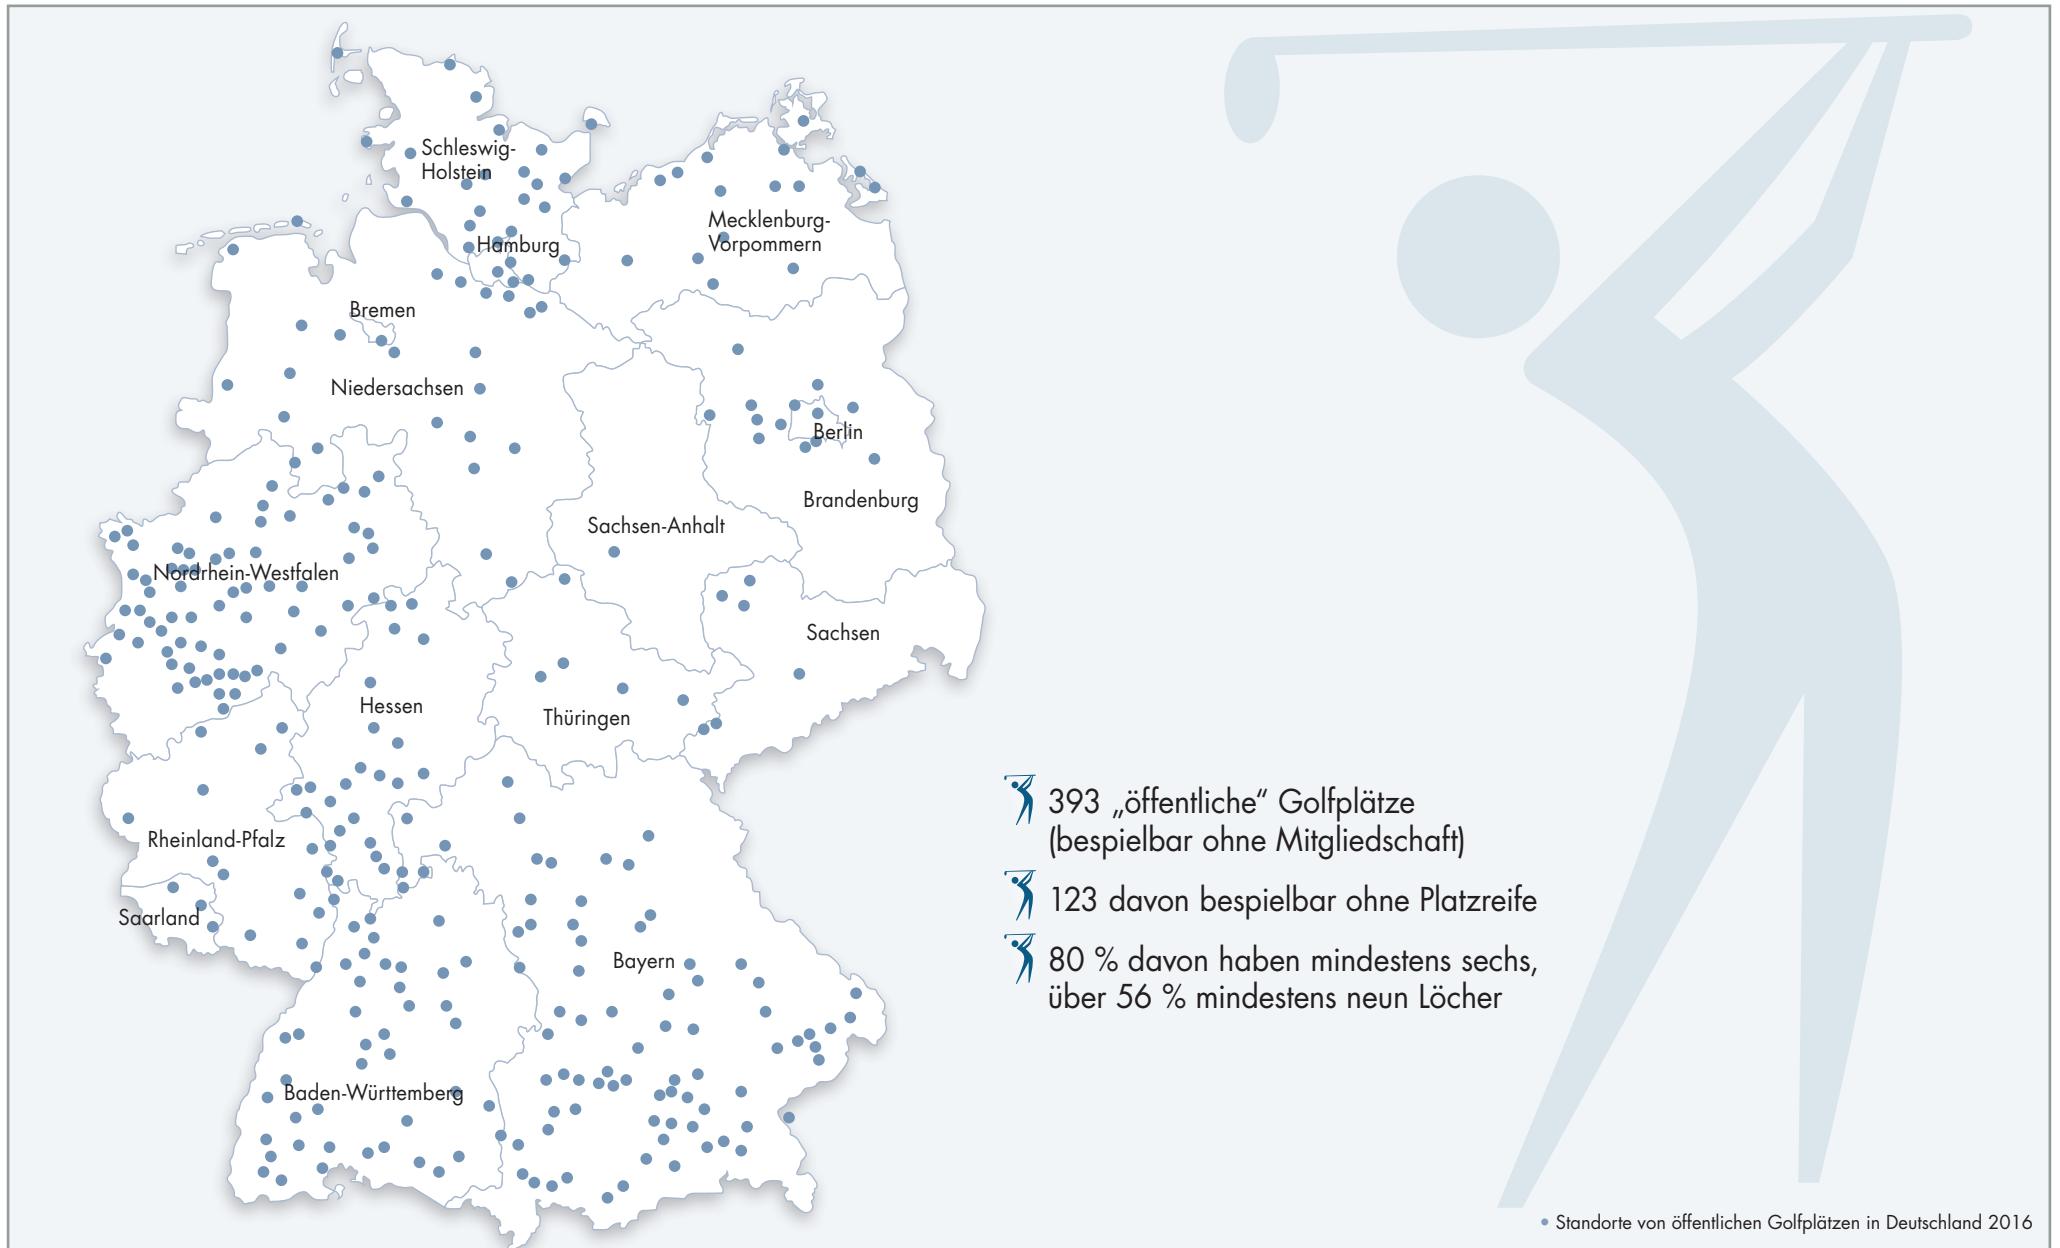 Schleswig-
Holstein
Mecklenburg-
Vorpommern
Hamburg
Bremen
Niedersachsen
Berlin
Brandenburg
Sachsen-Anhalt
Nordrhein-Westfalen
Sachsen
Hessen
Thüringen
Rheinland-Pfalz
Saarland
Bayern
Baden-Württemberg
393 „öffentliche“ Golfplätze
(bespielbar ohne Mitgliedschaft)
123 davon bespielbar ohne Platzreife
80 % davon haben mindestens sechs,
über 56 % mindestens neun Löcher
• Standorte von öffentlichen Golfplätzen in Deutschland 2016